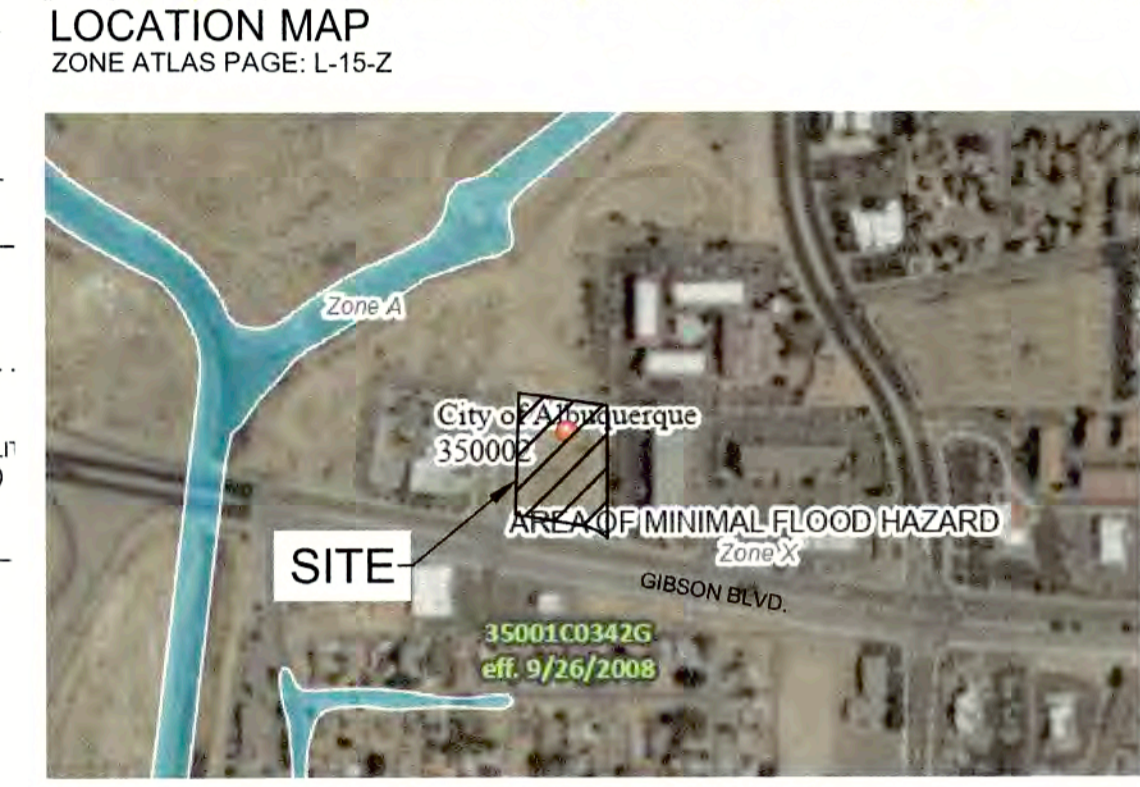 LOCATION MAP
ZONE ATLAS PAGE: L-15-Z
Zone A
City of Albuquerque
350002
AREA OF MINIMAL FLOOD HAZARD
Zone X
SITE
GIBSON BLVD.
35001C0342G
eff. 9/26/2008